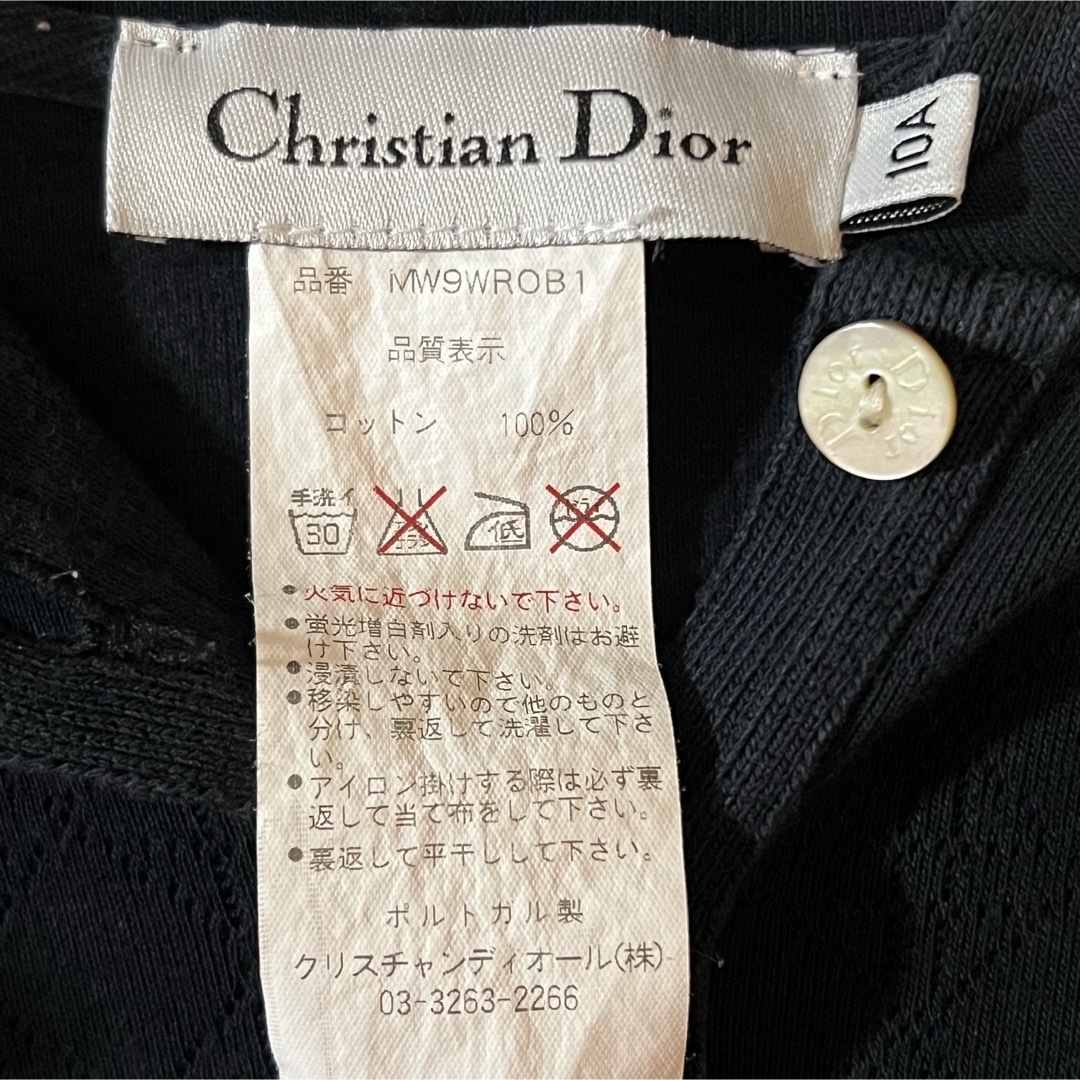 Christian Dior
10A
品番 MW9WROB1
品質表示
コットン 100%
手洗イ
30
低
ドライ
●火気に近づけないで下さい。
●蛍光増白剤入りの洗剤はお避
け下さい。
●浸漬しないで下さい。
●移染しやすいので他のものと
分け、裏返して洗濯して下さ
い。
●アイロン掛けする際は必ず裏
返して当て布をして下さい。
●裏返して平干しして下さい。
ポルトガル製
クリスチャンディオール(株)
03-3263-2266
Dior
Dior